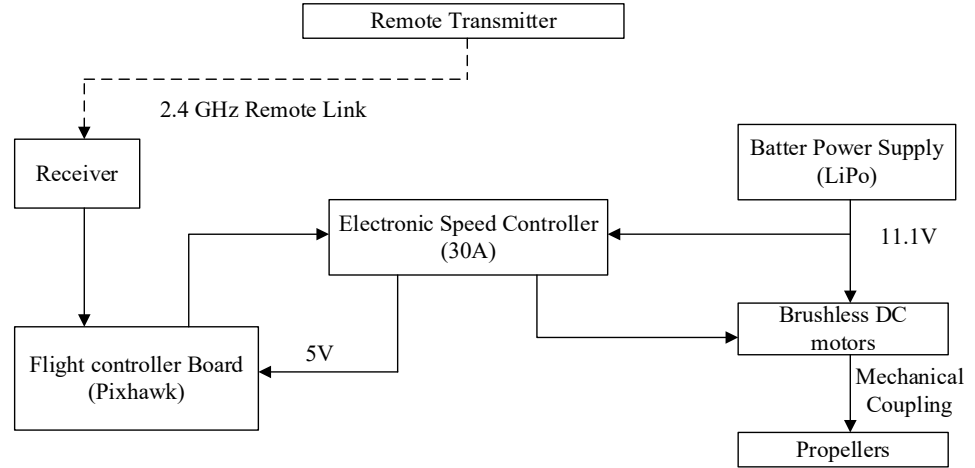 Remote Transmitter
2.4 GHz Remote Link
Receiver
Batter Power Supply
(LiPo)
Electronic Speed Controller
(30A)
11.1V
Flight controller Board
(Pixhawk)
5V
Brushless DC
motors
Mechanical
Coupling
Propellers